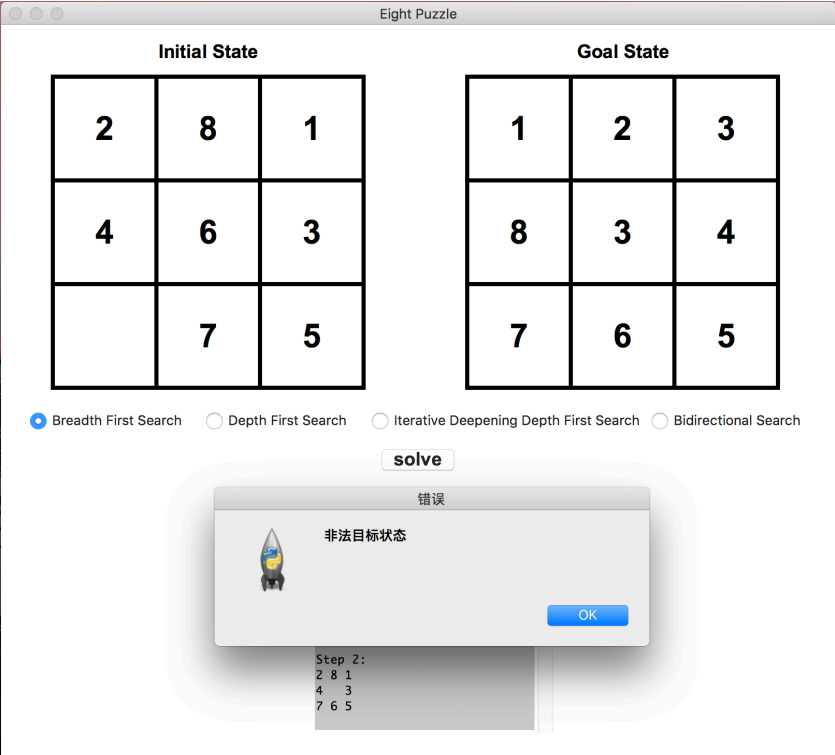 Eight Puzzle
Initial State
Goal State
2 8 1
4 6 3
7 5
1 2 3
8 3 4
7 6 5
Breadth First Search
Depth First Search
Iterative Deepening Depth First Search
Bidirectional Search
solve
错误
非法目标状态
OK
Step 2:
2 8 1
4   3
7 6 5